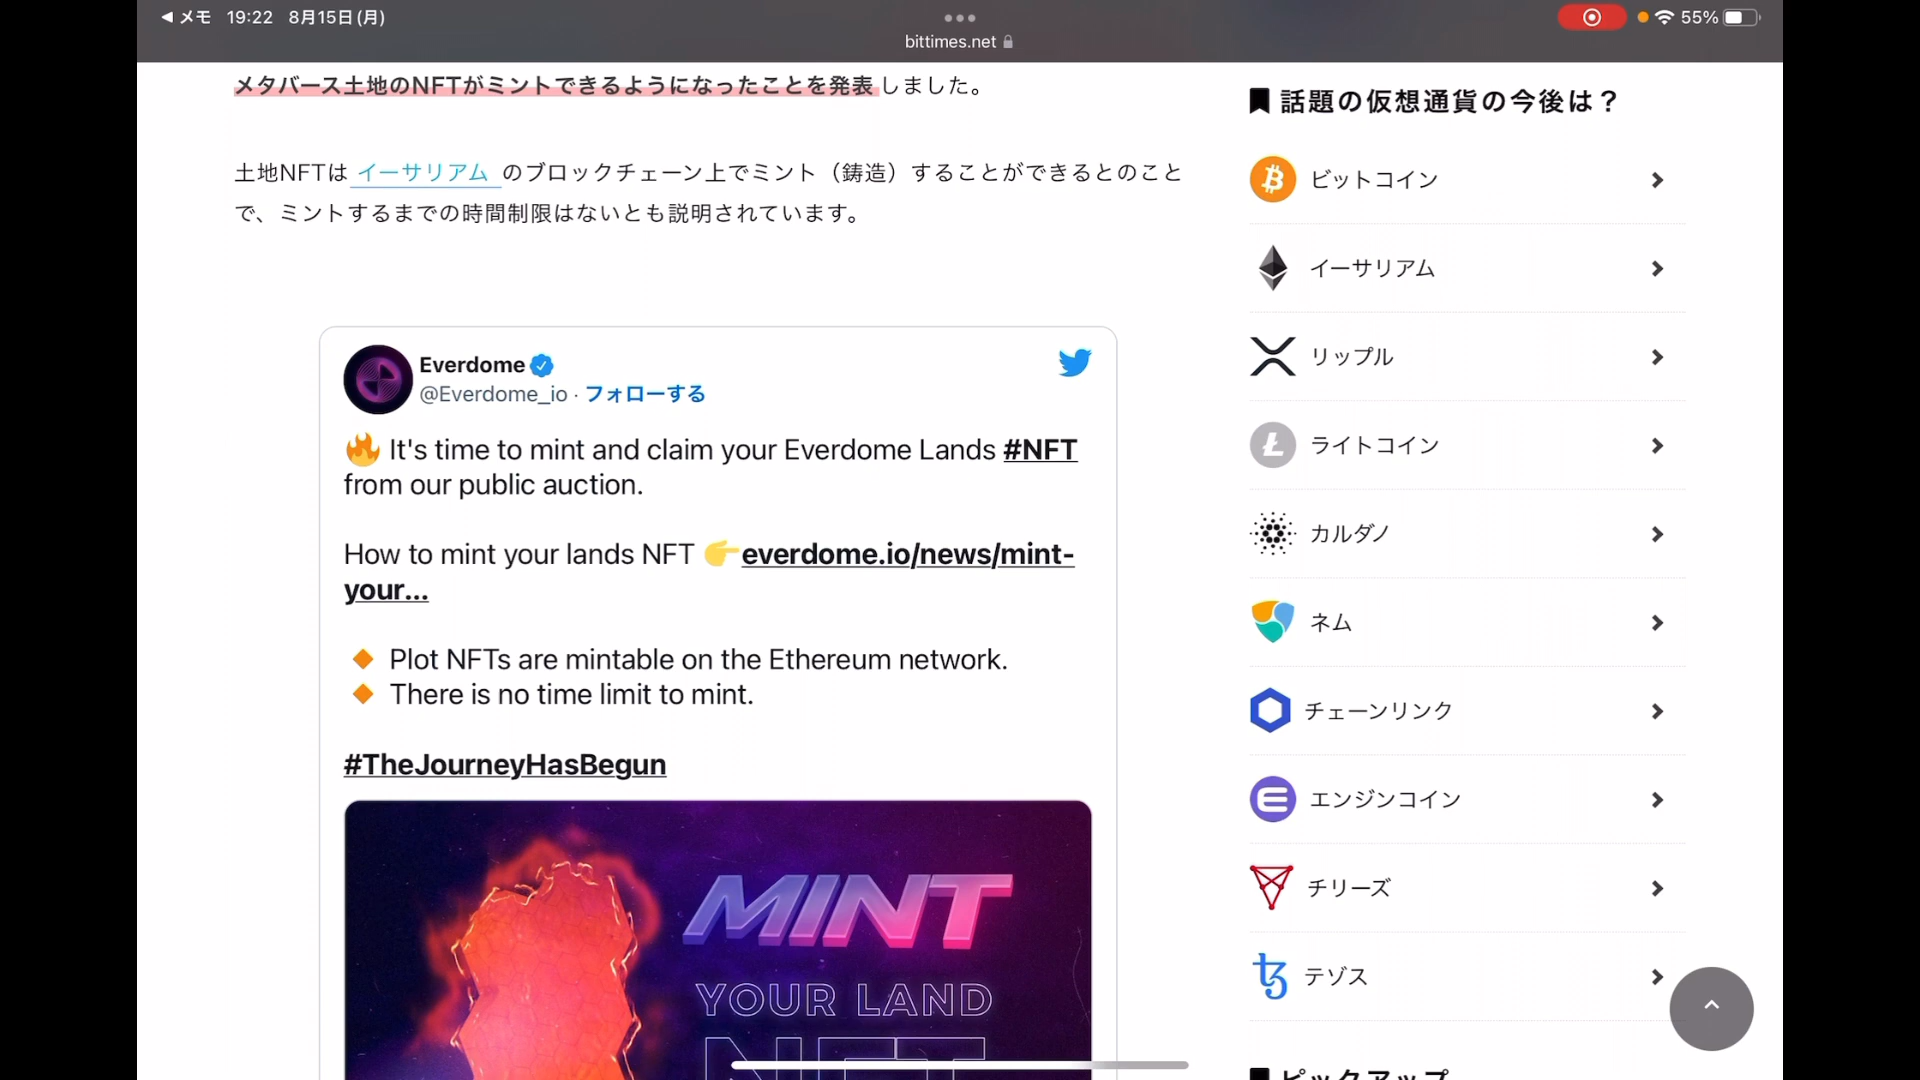 メモ 19:22 8月15日(月)
55%
bittimes.net
メタバース土地のNFTがミントできるようになったことを発表しました。
土地NFTは イーサリアム のブロックチェーン上でミント（鋳造）することができるとのこと
で、ミントするまでの時間制限はないとも説明されています。
Everdome
@Everdome_io · フォローする
It's time to mint and claim your Everdome Lands #NFT
from our public auction.
How to mint your lands NFT everdome.io/news/mint-
your...
Plot NFTs are mintable on the Ethereum network.
There is no time limit to mint.
#TheJourneyHasBegun
MINT
YOUR LAND
NFT
話題の仮想通貨の今後は？
ビットコイン
イーサリアム
リップル
ライトコイン
カルダノ
ネム
チェーンリンク
エンジンコイン
チリーズ
テゾス
ピックアップ